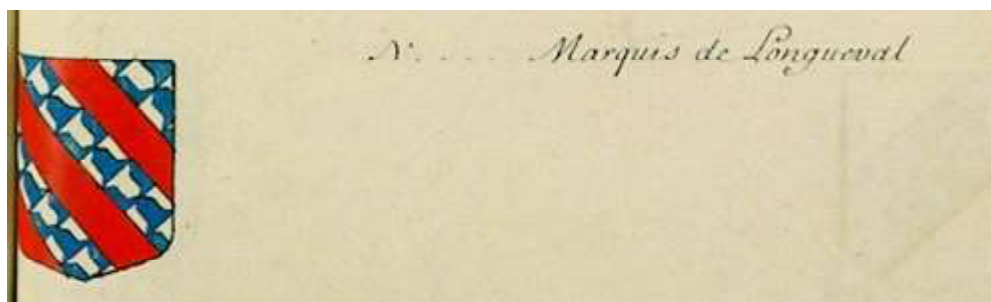 N. . . . . Marquis de Longueval